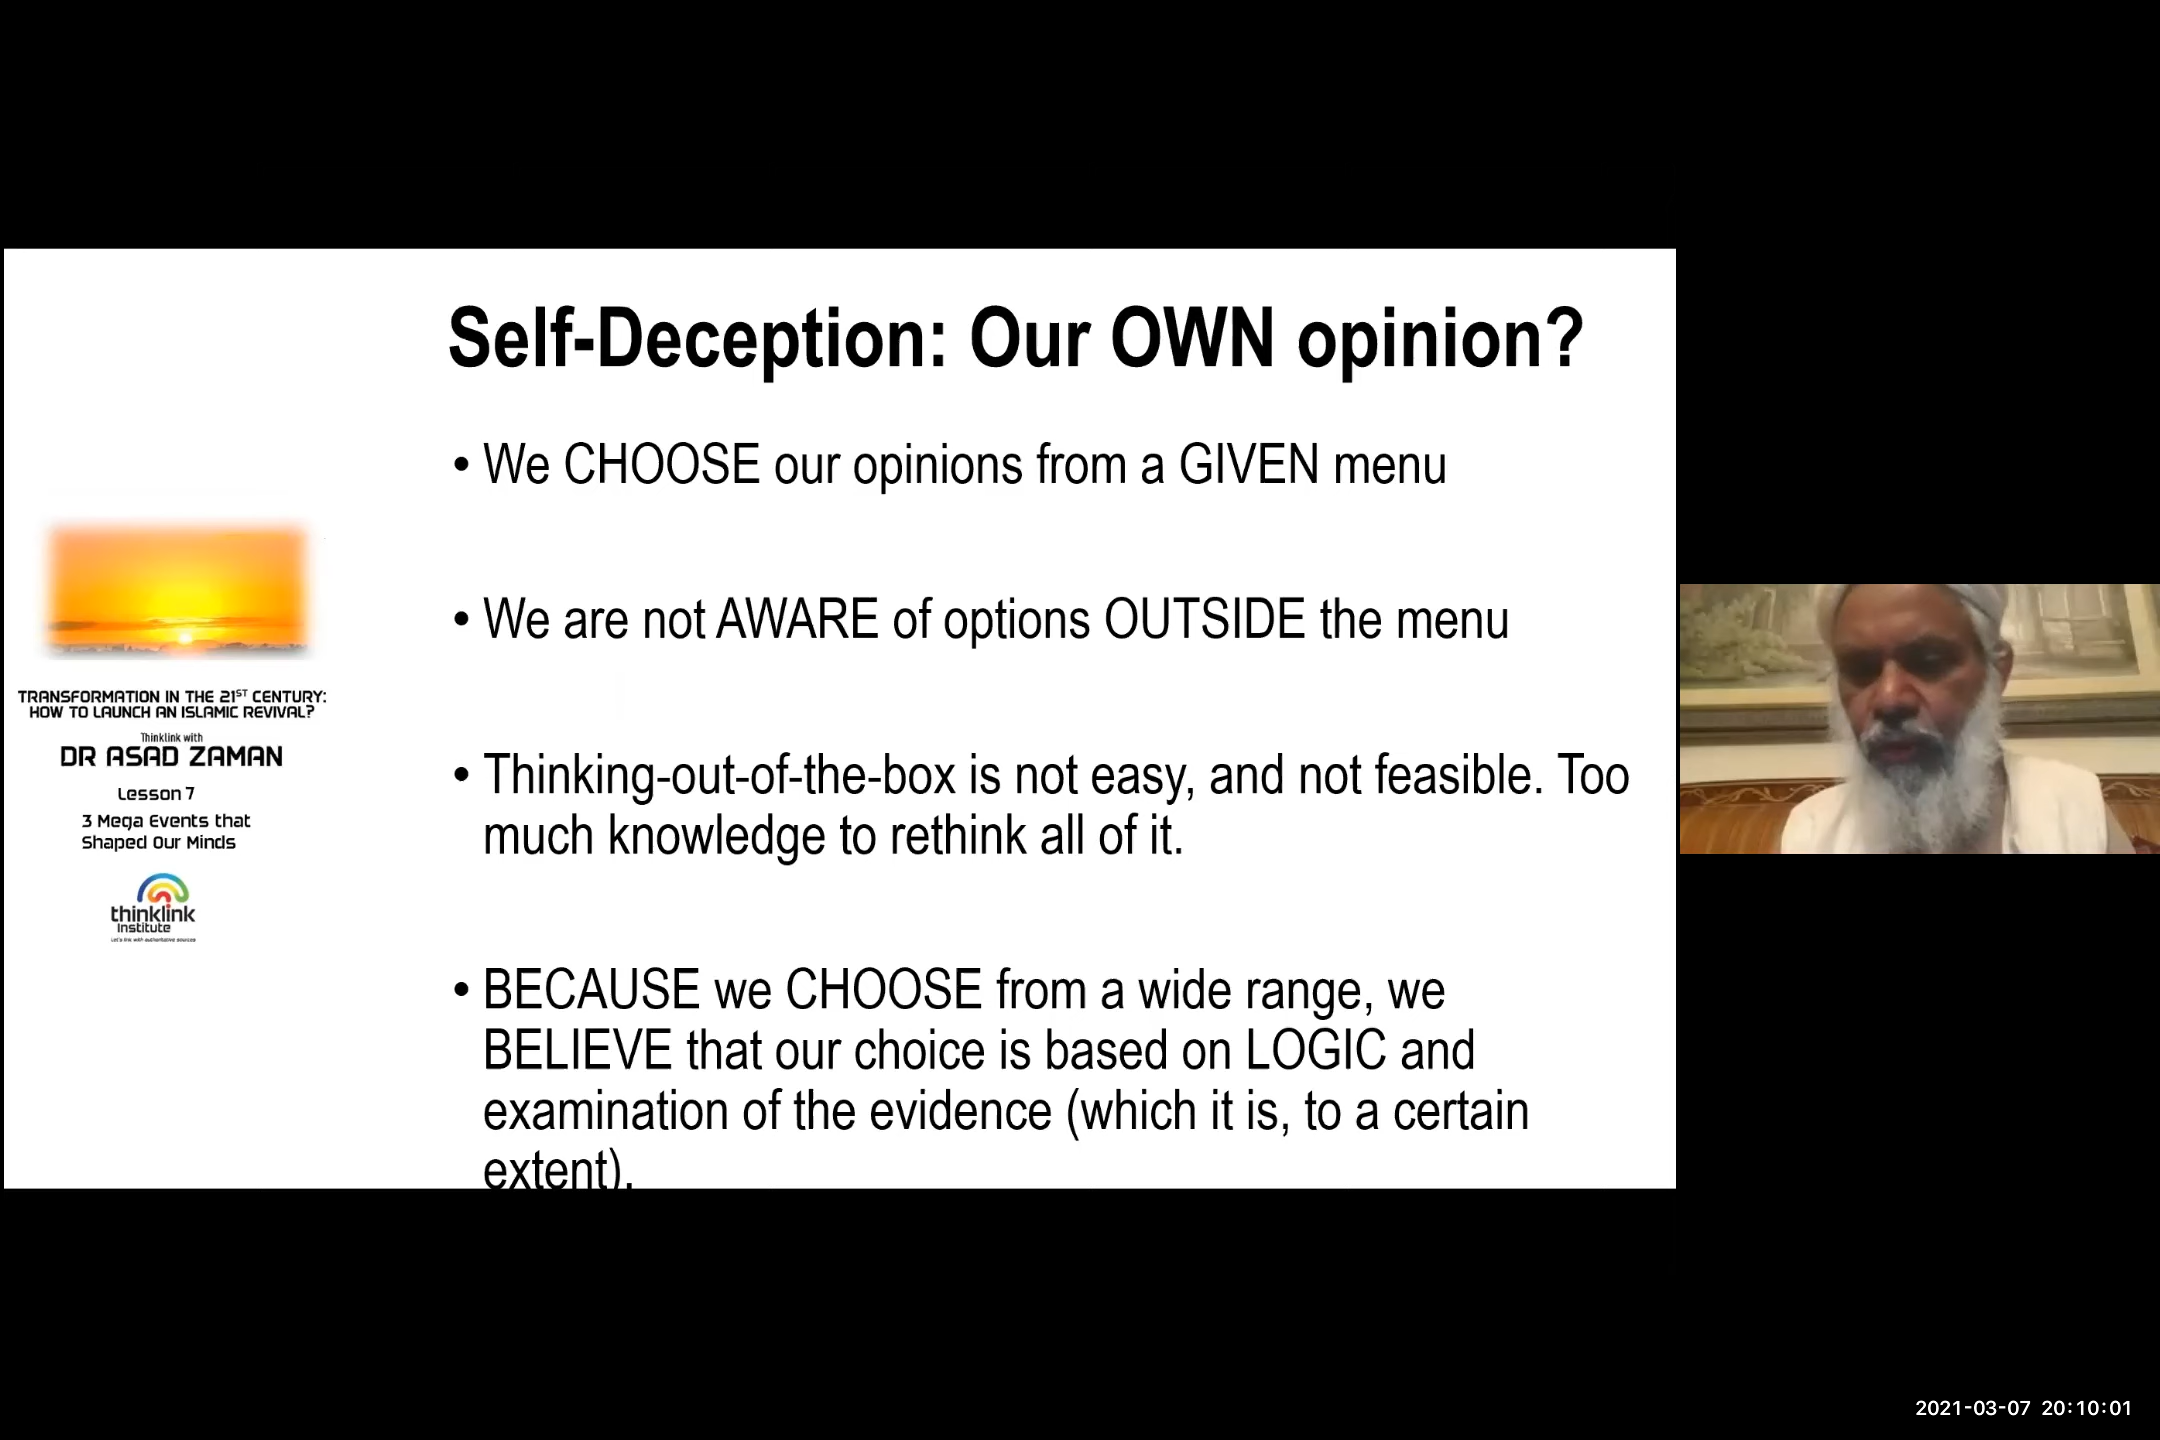 Self-Deception: Our OWN opinion?
• We CHOOSE our opinions from a GIVEN menu
• We are not AWARE of options OUTSIDE the menu
• Thinking-out-of-the-box is not easy, and not feasible. Too
much knowledge to rethink all of it.
• BECAUSE we CHOOSE from a wide range, we
BELIEVE that our choice is based on LOGIC and
examination of the evidence (which it is, to a certain
extent).
TRANSFORMATION IN THE 21ST CENTURY:
HOW TO LAUNCH AN ISLAMIC REVIVAL?
Thinklink with
DR ASAD ZAMAN
Lesson 7
3 Mega Events that
Shaped Our Minds
thinklink
Institute
Let's link with authoritative sources
2021-03-07 20:10:01